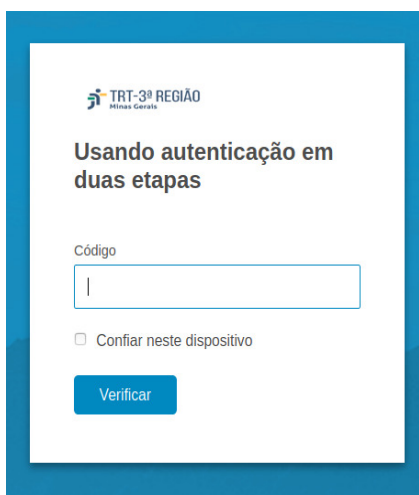 TRT-3ª REGIÃO
Minas Gerais
Usando autenticação em
duas etapas
Código
Confiar neste dispositivo
Verificar